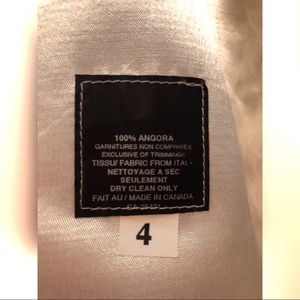 100% ANGORA
GARNITURES NON COMPRISES
EXCLUSIVE OF TRIMMINGS
TISSU/ FABRIC FROM
NETTOYAGE A SEC
SEULEMENT
DRY CLEAN ONLY
FAIT AU / MADE IN CANADA
4